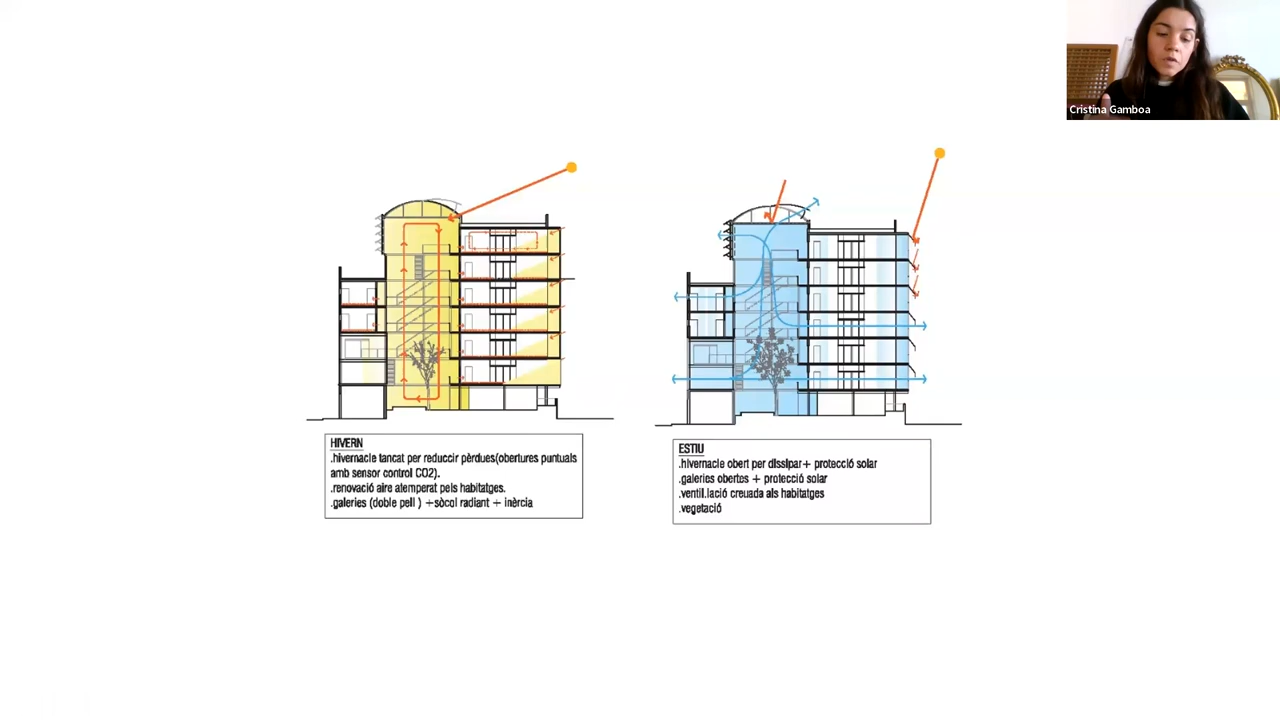 Cristina Gamboa
HIVERN
.hivernacle tancat per reduccir pèrdues(obertures puntuals
amb sensor control CO2).
.renovació aire atemperat pels habitatges.
.galeries (doble pell ) +sòcol radiant + inèrcia
ESTIU
.hivernacle obert per dissipar+ protecció solar
.galeries obertes + protecció solar
.ventil.lació creuada als habitatges
.vegetació